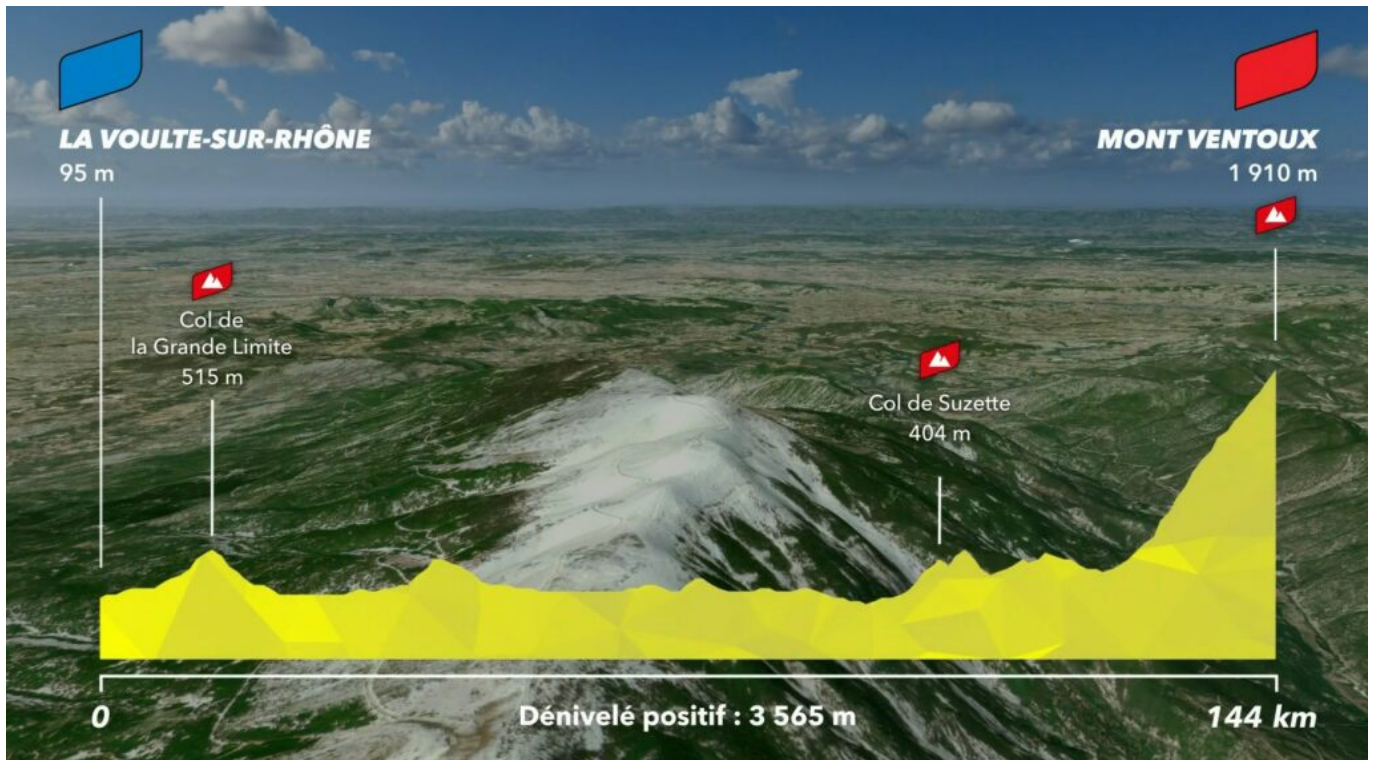 LA VOULTE-SUR-RHÔNE
95 m
MONT VENTOUX
1 910 m
Col de
la Grande Limite
515 m
Col de Suzette
404 m
0
Dénivelé positif : 3 565 m
144 km